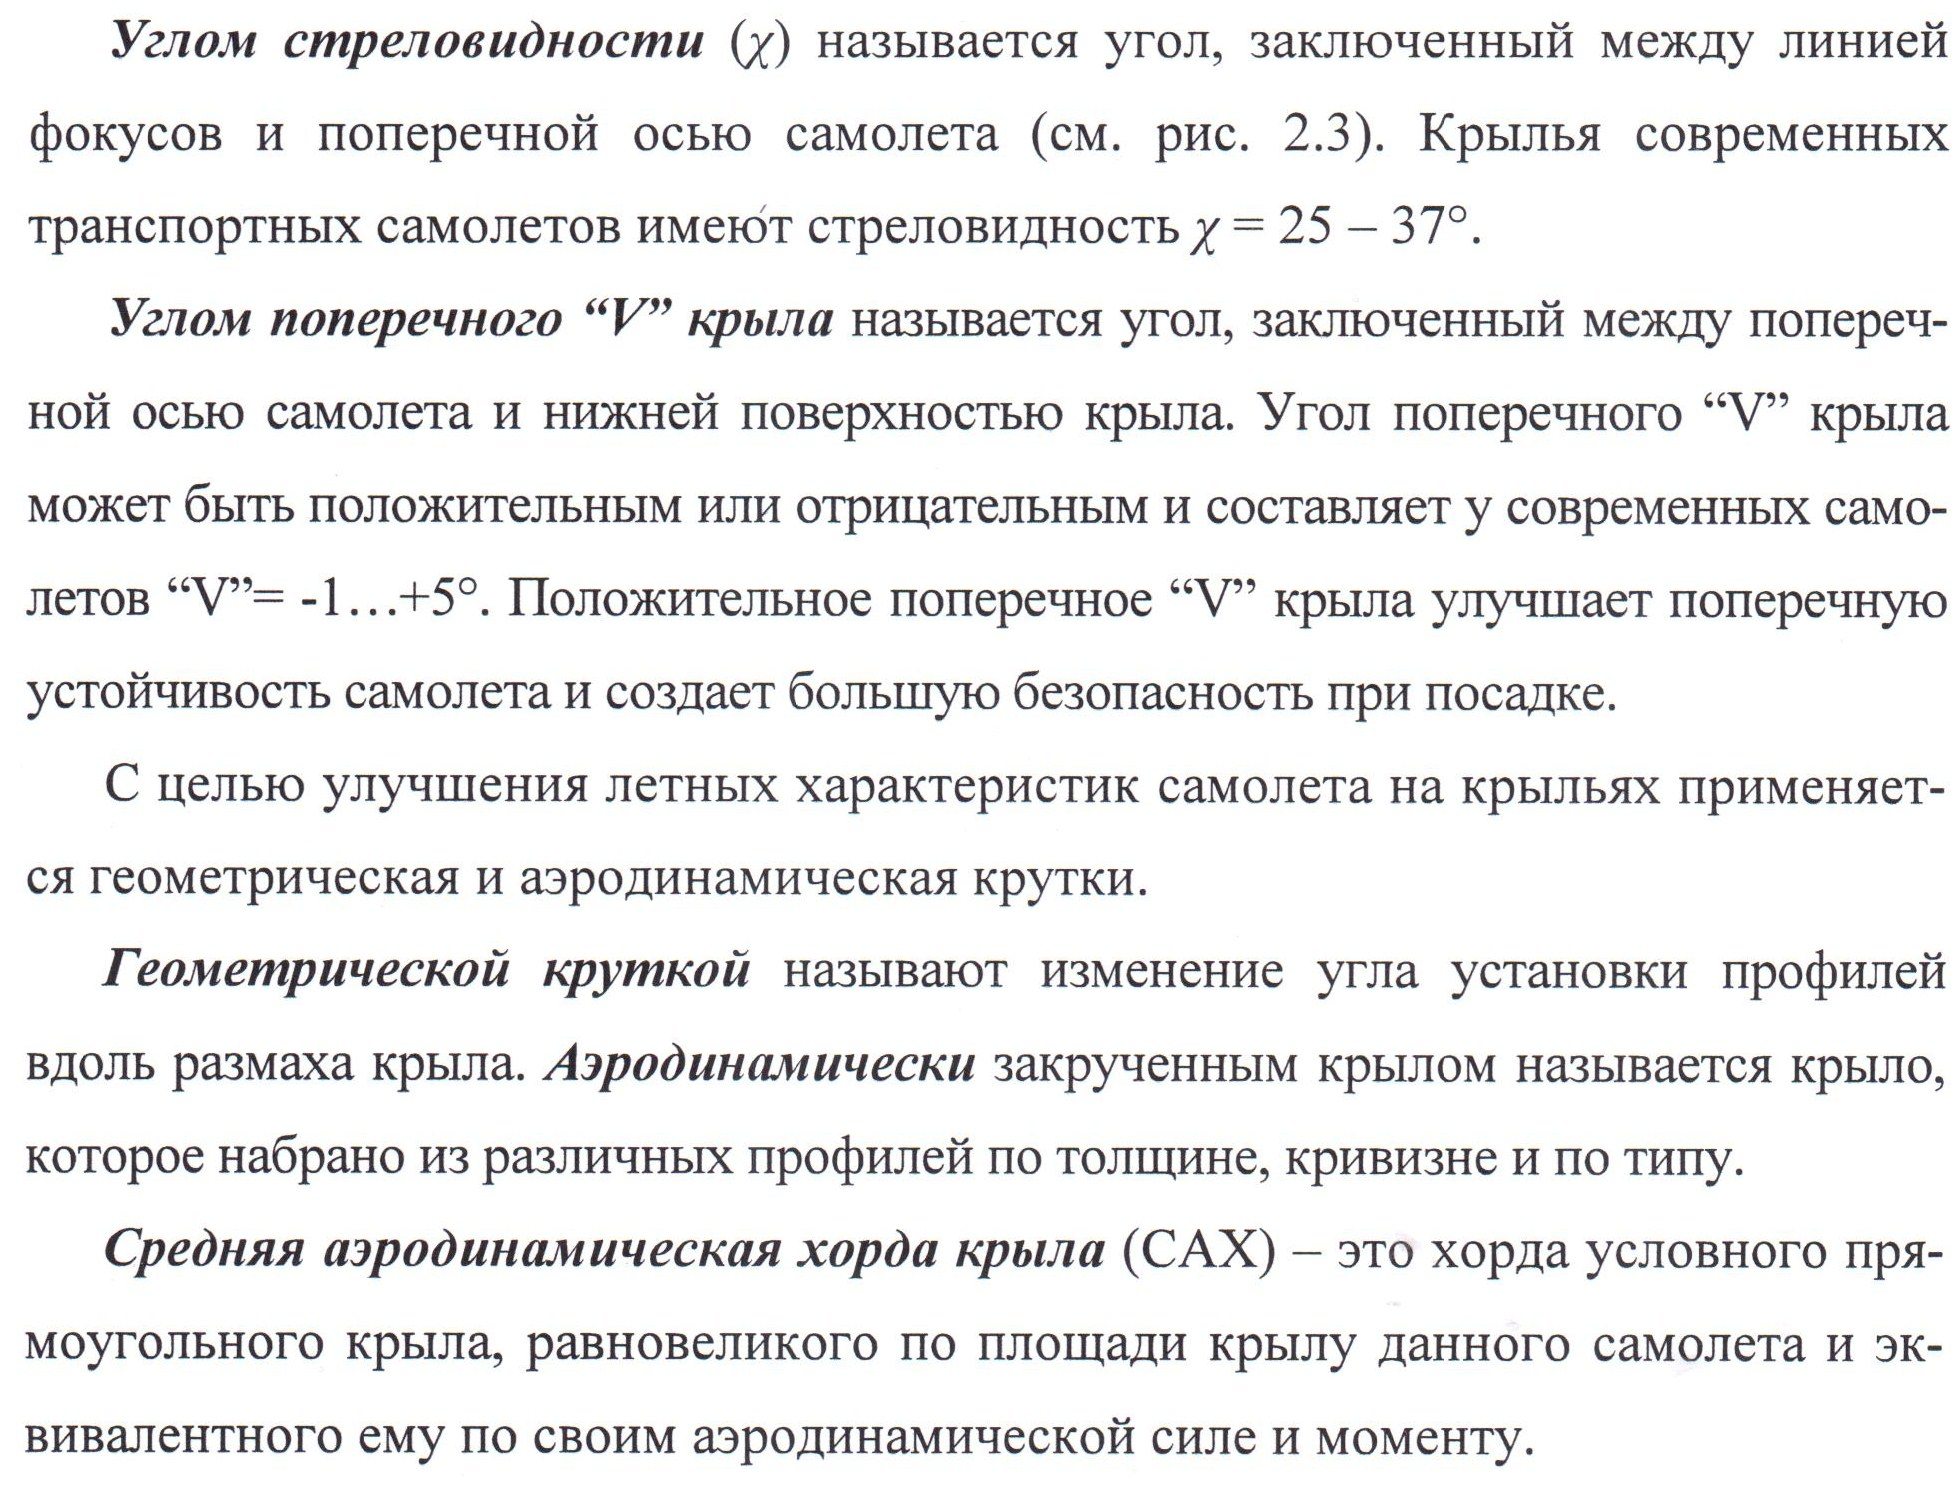 Углом стреловидности (χ) называется угол, заключенный между линией
фокусов и поперечной осью самолета (см. рис. 2.3). Крылья современных
транспортных самолетов имеют стреловидность χ = 25 – 37°.
Углом поперечного “V” крыла называется угол, заключенный между попереч-
ной осью самолета и нижней поверхностью крыла. Угол поперечного “V” крыла
может быть положительным или отрицательным и составляет у современных само-
летов “V”= -1…+5°. Положительное поперечное “V” крыла улучшает поперечную
устойчивость самолета и создает большую безопасность при посадке.
С целью улучшения летных характеристик самолета на крыльях применяет-
ся геометрическая и аэродинамическая крутки.
Геометрической круткой называют изменение угла установки профилей
вдоль размаха крыла. Аэродинамически закрученным крылом называется крыло,
которое набрано из различных профилей по толщине, кривизне и по типу.
Средняя аэродинамическая хорда крыла (САХ) – это хорда условного пря-
моугольного крыла, равновеликого по площади крылу данного самолета и эк-
вивалентного ему по своим аэродинамической силе и моменту.